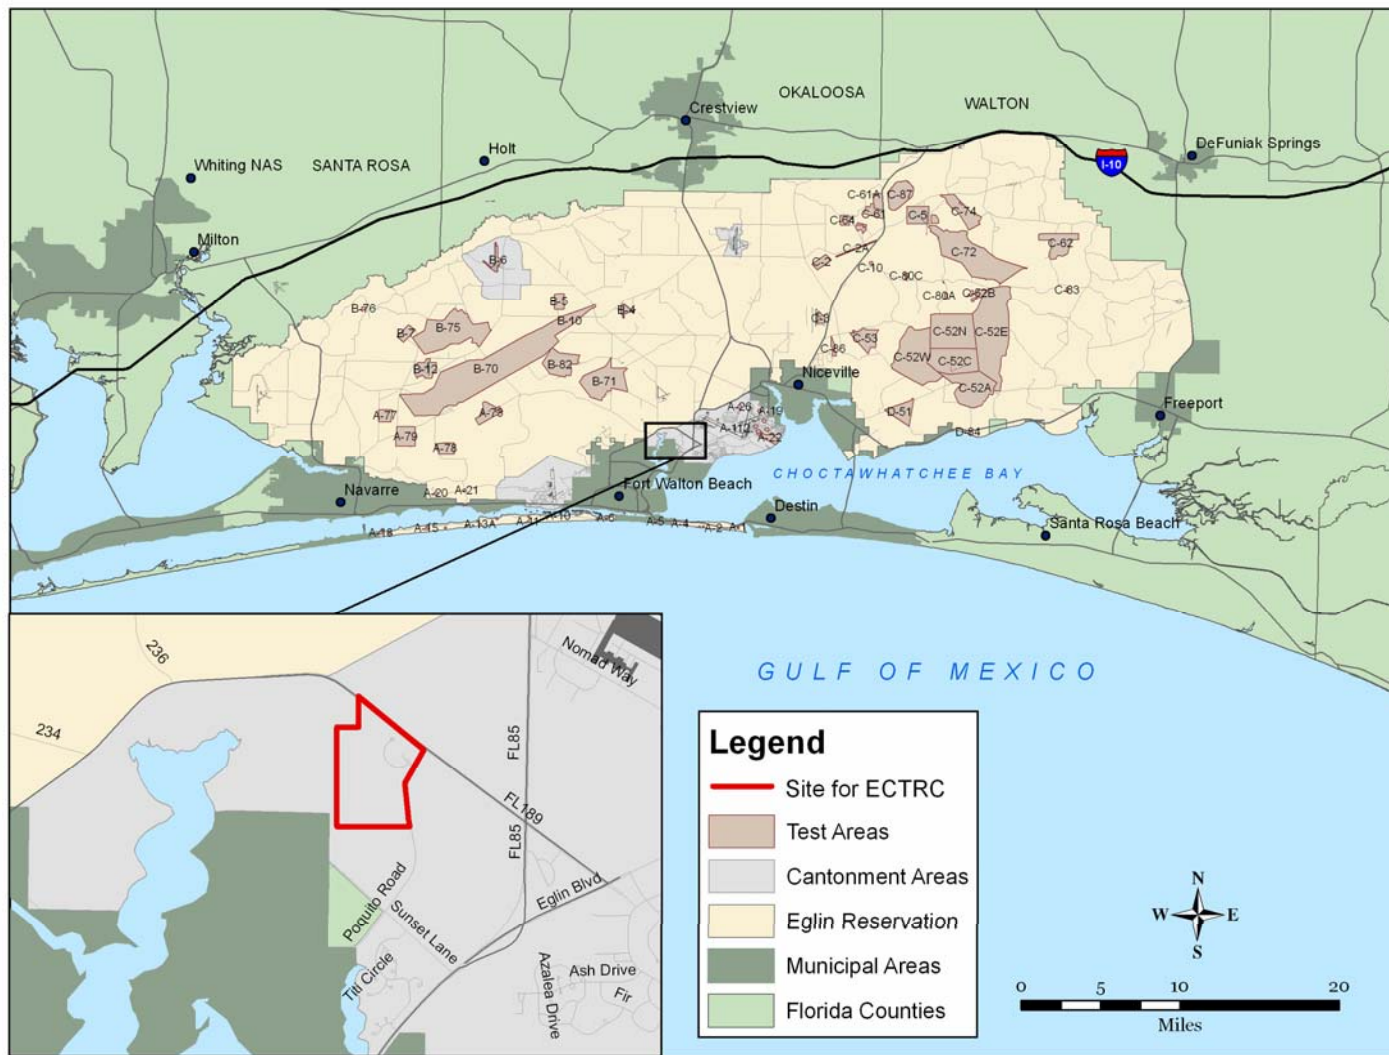 Crestview
OKALOOSA
WALTON
DeFuniak Springs
I-10
Holt
Whiting NAS
SANTA ROSA
Milton
C-61A
C-87
C-64
C-61
C-5
C-74
C-62
C-2A
C-72
C-2
C-10
C-80C
C-63
C-80A
C-62B
B-6
B-76
B-5
B-4
B-10
B-7
B-75
B-12
B-70
B-82
B-71
C-3
C-53
C-86
C-52N
C-52E
C-52W
C-52C
C-52A
Niceville
D-51
Freeport
D-84
A-77
A-73
A-79
A-78
A-26
A-19
A-112
A-22
CHOCTAWHATCHEE BAY
Navarre
A-20
A-21
Fort Walton Beach
Destin
Santa Rosa Beach
A-18
A-15
A-13A
A-11
A-10
A-6
A-5
A-4
A-2
A-1
GULF OF MEXICO
236
234
Nomad Way
FL85
FL189
FL85
Eglin Blvd
Poquito Road
Sunset Lane
Titi Circle
Azalea Drive
Ash Drive
Fir
Legend
Site for ECTRC
Test Areas
Cantonment Areas
Eglin Reservation
Municipal Areas
Florida Counties
N
W E
S
0 5 10 20
Miles